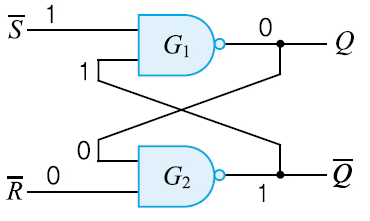 S̅ 1 G₁ 0 Q
1
0
R̅ 0 G₂ 1 Q̅